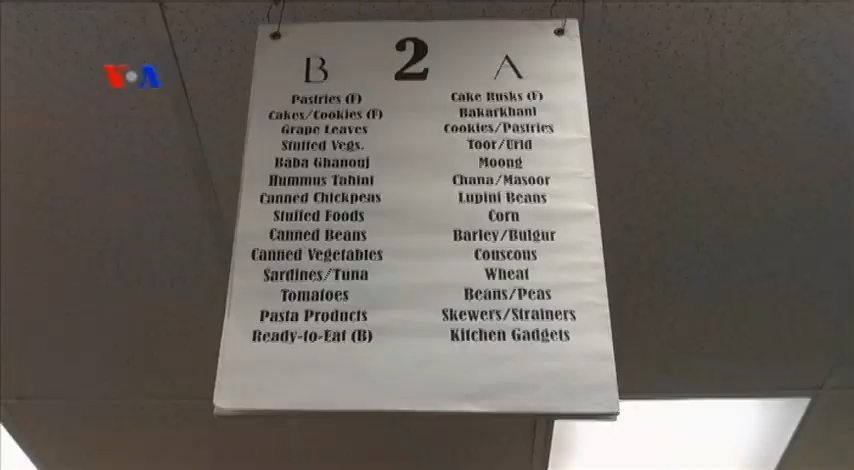 VOA
2
B
Pastries (F)
Cakes/Cookies (F)
Grape Leaves
Stuffed Vegs.
Baba Ghanouj
Hummus Tahini
Canned Chickpeas
Stuffed Foods
Canned Beans
Canned Vegetables
Sardines/Tuna
Tomatoes
Pasta Products
Ready-to-Eat (B)
A
Cake Rusks (F)
Bakarkhani
Cookies/Pastries
Toor/Urid
Moong
Chana/Masoor
Lupini Beans
Corn
Barley/Bulgur
Couscous
Wheat
Beans/Peas
Skewers/Strainers
Kitchen Gadgets